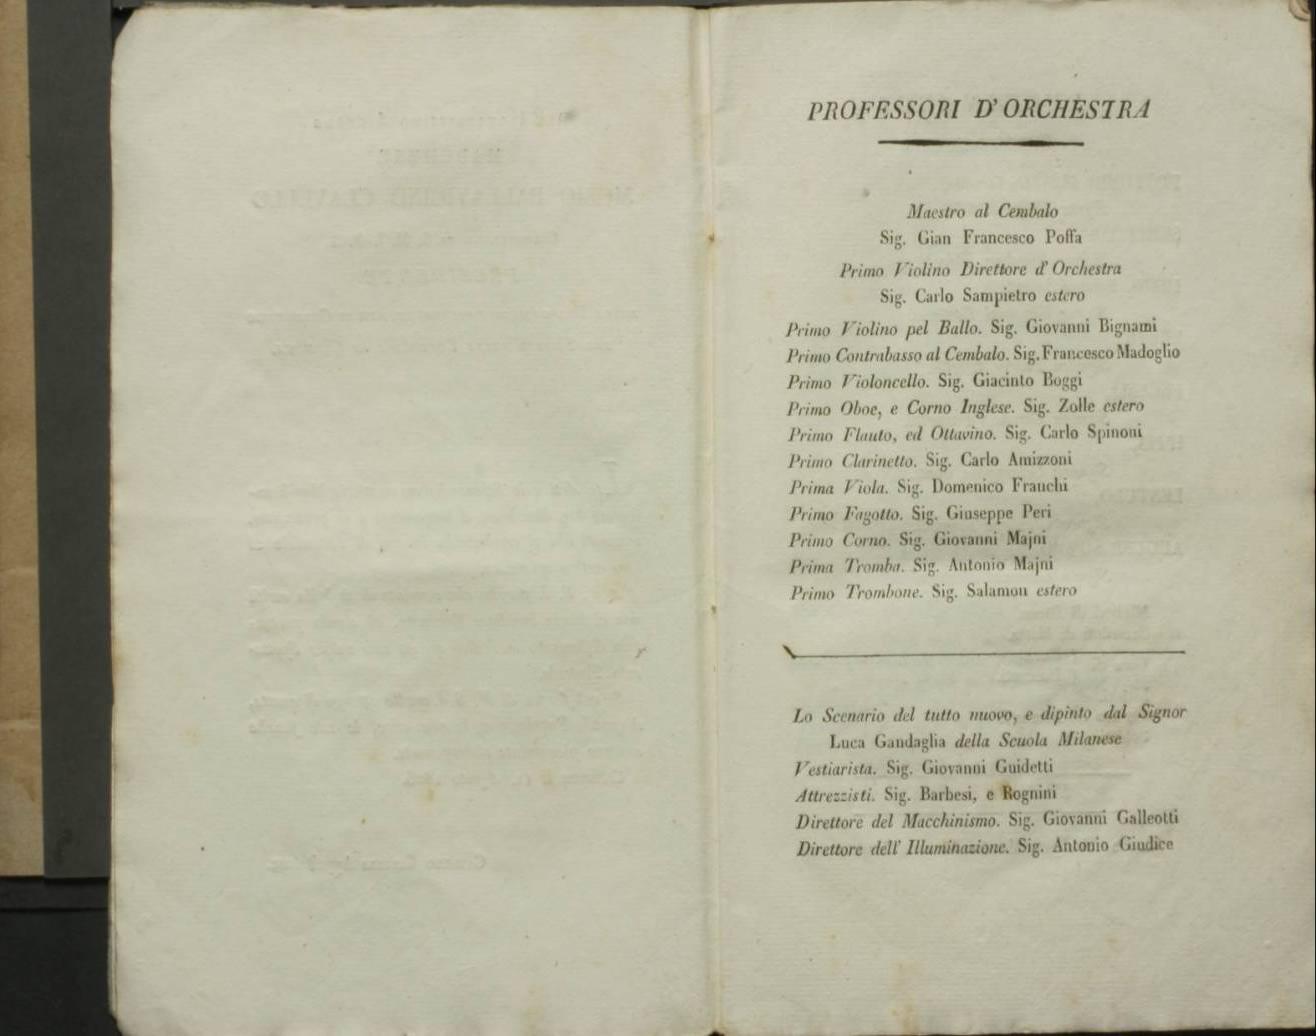 PROFESSORI D' ORCHESTRA
Maestro al Cembalo
Sig. Gian Francesco Poffa
Primo Violino Direttore d' Orchestra
Sig. Carlo Sampietro estero
Primo Violino pel Ballo. Sig. Giovanni Bignami
Primo Contrabasso al Cembalo. Sig. Francesco Madoglio
Primo Violoncello. Sig. Giacinto Boggi
Primo Oboe, e Corno Inglese. Sig. Zolle estero
Primo Flauto, ed Ottavino. Sig. Carlo Spinoni
Primo Clarinetto. Sig. Carlo Amizzoni
Prima Viola. Sig. Domenico Franchi
Primo Fagotto. Sig. Giuseppe Peri
Primo Corno. Sig. Giovanni Majni
Prima Tromba. Sig. Antonio Majni
Primo Trombone. Sig. Salamon estero
Lo Scenario del tutto nuovo, e dipinto dal Signor
Luca Gandaglia della Scuola Milanese
Vestiarista. Sig. Giovanni Guidetti
Attrezzisti. Sig. Barbesi, e Rognini
Direttore del Macchinismo. Sig. Giovanni Galleotti
Direttore dell' Illuminazione. Sig. Antonio Giudice